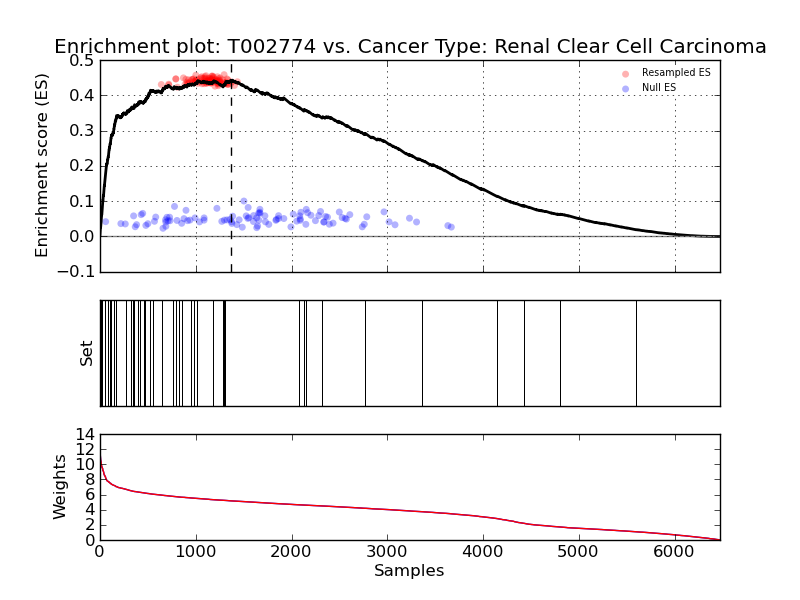 Enrichment plot: T002774 vs. Cancer Type: Renal Clear Cell Carcinoma
0.5
0.4
0.3
0.2
0.1
0.0
−0.1
Enrichment score (ES)
Resampled ES
Null ES
Set
14
12
10
8
6
4
2
0
Weights
0 1000 2000 3000 4000 5000 6000
Samples